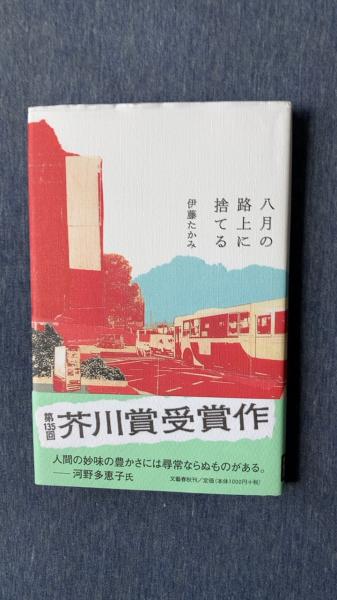 八月の
路上に
捨てる
伊藤たかみ
第135回
芥川賞受賞作
人間の妙味の豊かさには尋常ならぬものがある。
——河野多惠子氏
文藝春秋刊／定価（本体1000円＋税）